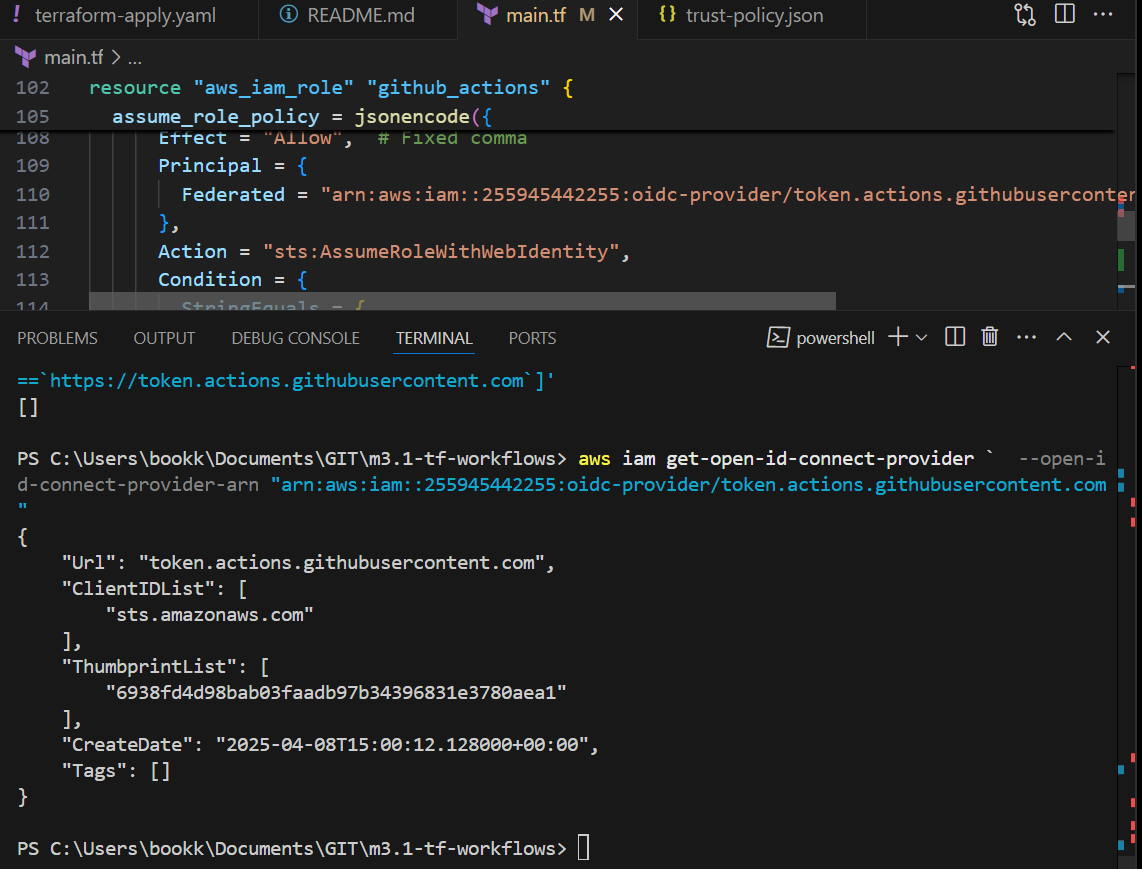 ! terraform-apply.yaml README.md main.tf M {} trust-policy.json ...
main.tf > ...
102 resource "aws_iam_role" "github_actions" {
105 assume_role_policy = jsonencode({
108 Effect = "Allow", # Fixed comma
109 Principal = {
110 Federated = "arn:aws:iam::255945442255:oidc-provider/token.actions.githubuserconter
111 },
112 Action = "sts:AssumeRoleWithWebIdentity",
113 Condition = {
114 StringEquals = {
PROBLEMS OUTPUT DEBUG CONSOLE TERMINAL PORTS powershell ...
==`https://token.actions.githubusercontent.com`]'
[]
PS C:\Users\bookk\Documents\GIT\m3.1-tf-workflows> aws iam get-open-id-connect-provider ` --open-i
d-connect-provider-arn "arn:aws:iam::255945442255:oidc-provider/token.actions.githubusercontent.com
"
{
"Url": "token.actions.githubusercontent.com",
"ClientIDList": [
"sts.amazonaws.com"
],
"ThumbprintList": [
"6938fd4d98bab03faadb97b34396831e3780aea1"
],
"CreateDate": "2025-04-08T15:00:12.128000+00:00",
"Tags": []
}
PS C:\Users\bookk\Documents\GIT\m3.1-tf-workflows>